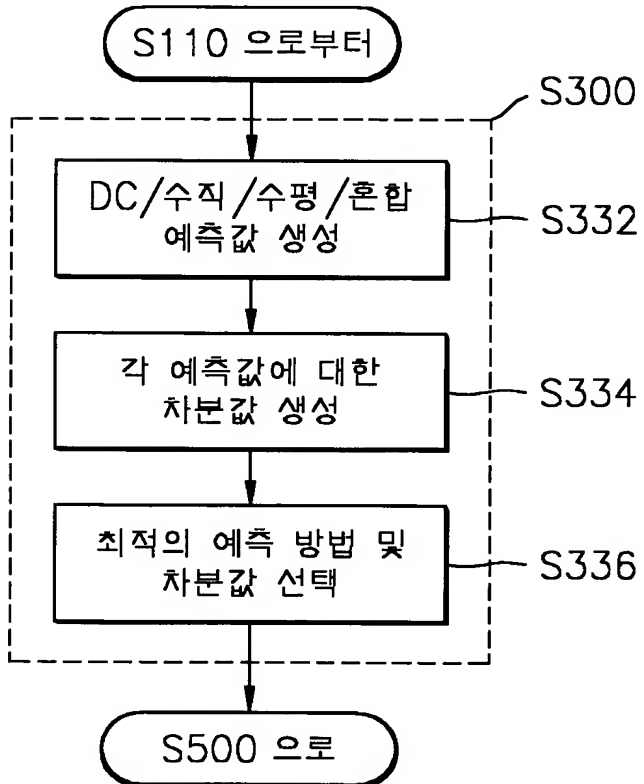 S110 으로부터
S300
DC/수직/수평/혼합
예측값 생성
S332
각 예측값에 대한
차분값 생성
S334
최적의 예측 방법 및
차분값 선택
S336
S500 으로